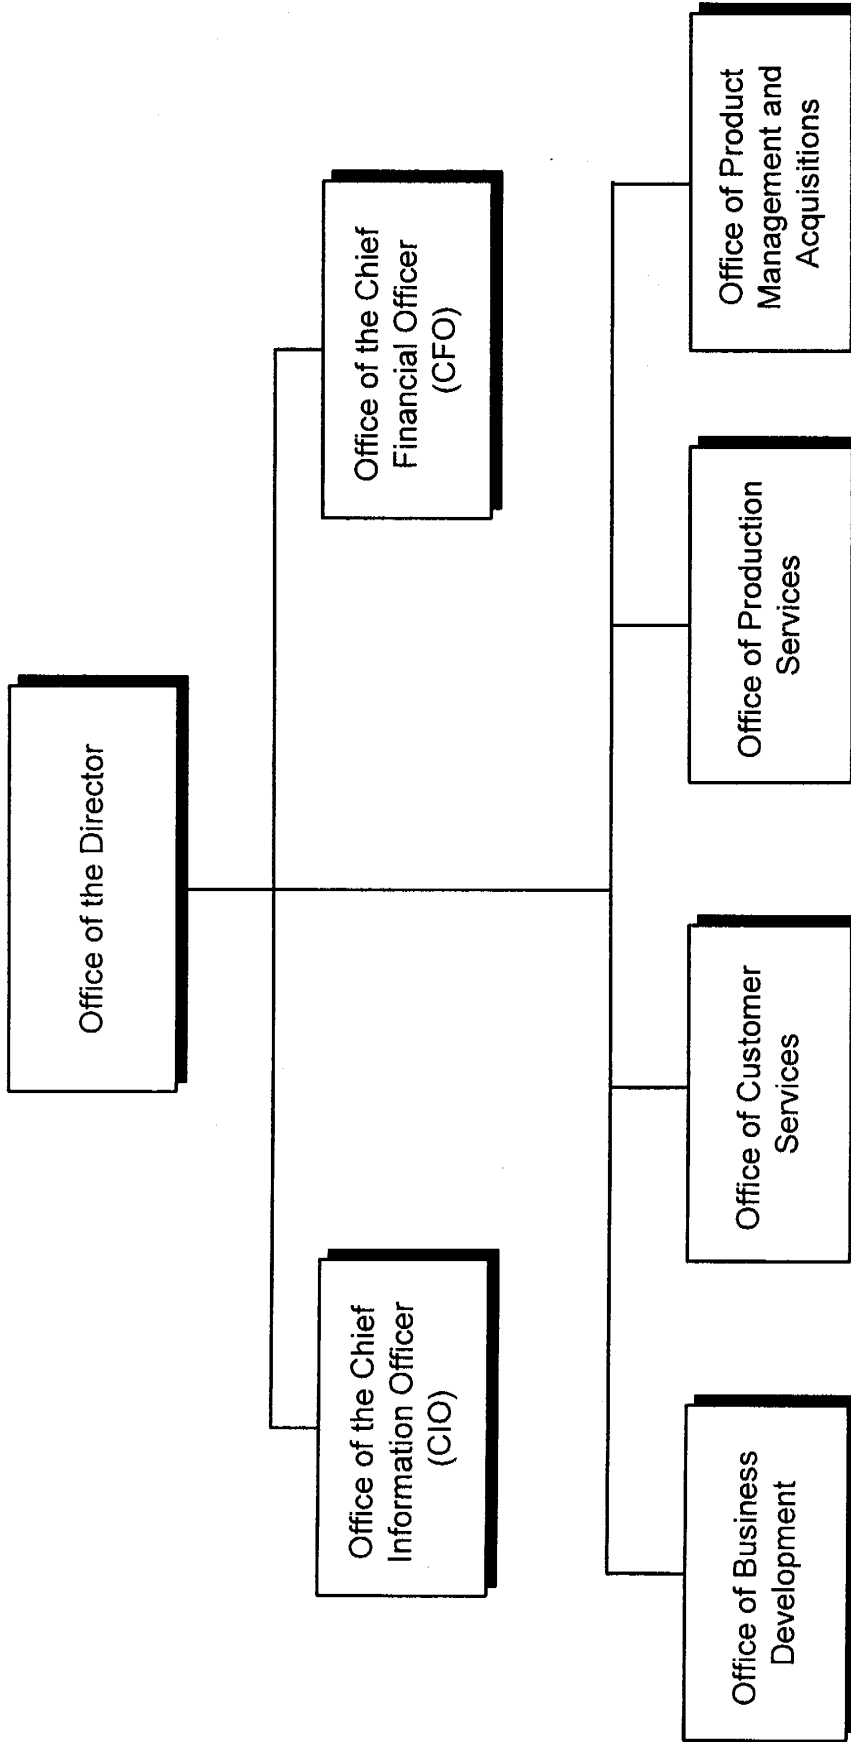 Office of the Director
Office of the Chief
Information Officer
(CIO)
Office of the Chief
Financial Officer
(CFO)
Office of Business
Development
Office of Customer
Services
Office of Production
Services
Office of Product
Management and
Acquisitions